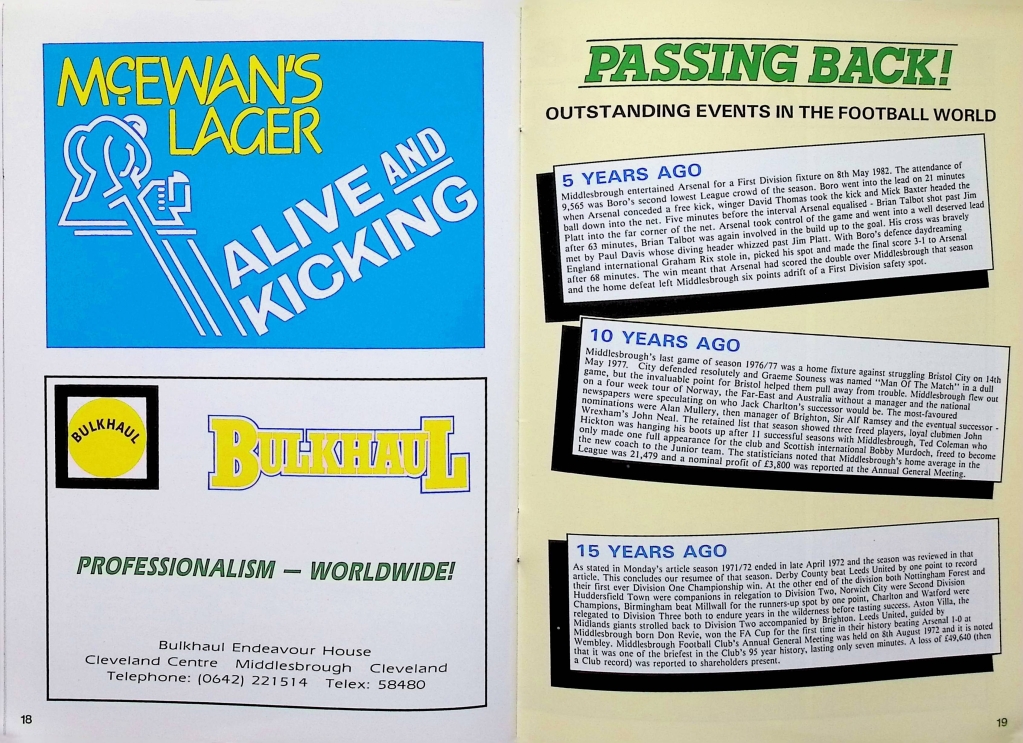 McEWAN'S
LAGER
ALIVE AND
KICKING
BULKHAUL
BULKHAUL
PROFESSIONALISM — WORLDWIDE!
Bulkhaul Endeavour House
Cleveland Centre Middlesbrough Cleveland
Telephone: (0642) 221514 Telex: 58480
18
PASSING BACK!
OUTSTANDING EVENTS IN THE FOOTBALL WORLD
5 YEARS AGO
Middlesbrough entertained Arsenal for a First Division fixture on 8th May 1982. The attendance of
9,565 was Boro's second lowest League crowd of the season. Boro went into the lead on 21 minutes
when Arsenal conceded a free kick, winger David Thomas took the kick and Mick Baxter headed the
ball down into the net. Five minutes before the interval Arsenal equalised - Brian Talbot shot past Jim
Platt into the far corner of the net. Arsenal took control of the game and went into a well deserved lead
after 63 minutes, Brian Talbot was again involved in the build up to the goal. His cross was bravely
met by Paul Davis whose diving header whizzed past Jim Platt. With Boro's defence daydreaming
England international Graham Rix stole in, picked his spot and made the final score 3-1 to Arsenal
after 68 minutes. The win meant that Arsenal had scored the double over Middlesbrough that season
and the home defeat left Middlesbrough six points adrift of a First Division safety spot.
10 YEARS AGO
Middlesbrough's last game of season 1976/77 was a home fixture against struggling Bristol City on 14th
May 1977. City defended resolutely and Graeme Souness was named "Man Of The Match" in a dull
game, but the invaluable point for Bristol helped them pull away from trouble. Middlesbrough flew out
on a four week tour of Norway, the Far-East and Australia without a manager and the national
newspapers were speculating on who Jack Charlton's successor would be. The most-favoured
nominations were Alan Mullery, then manager of Brighton, Sir Alf Ramsey and the eventual successor -
Wrexham's John Neal. The retained list that season showed three freed players, loyal clubmen John
Hickton was hanging his boots up after 11 successful seasons with Middlesbrough, Ted Coleman who
only made one full appearance for the club and Scottish international Bobby Murdoch, freed to become
the new coach to the Junior team. The statisticians noted that Middlesbrough's home average in the
League was 21,479 and a nominal profit of £3,800 was reported at the Annual General Meeting.
15 YEARS AGO
As stated in Monday's article season 1971/72 ended in late April 1972 and the season was reviewed in that
article. This concludes our resumee of that season. Derby County beat Leeds United by one point to record
their first ever Division One Championship win. At the other end of the division both Nottingham Forest and
Huddersfield Town were companions in relegation to Division Two, Norwich City were Second Division
Champions, Birmingham beat Millwall for the runners-up spot by one point, Charlton and Watford were
relegated to Division Three both to endure years in the wilderness before tasting success. Aston Villa, the
Midlands giants strolled back to Division Two accompanied by Brighton. Leeds United, guided by
Middlesbrough born Don Revie, won the FA Cup for the first time in their history beating Arsenal 1-0 at
Wembley. Middlesbrough Football Club's Annual General Meeting was held on 8th August 1972 and it is noted
that it was one of the briefest in the Club's 95 year history, lasting only seven minutes. A loss of £49,640 (then
a Club record) was reported to shareholders present.
19